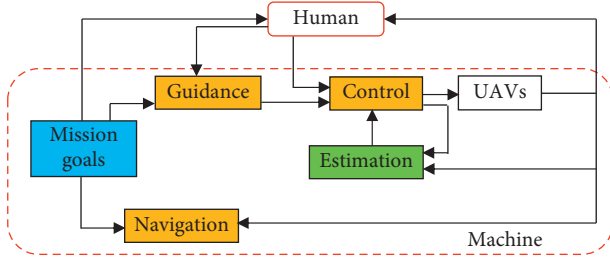 Human
Guidance
Control
UAVs
Mission
goals
Estimation
Navigation
Machine